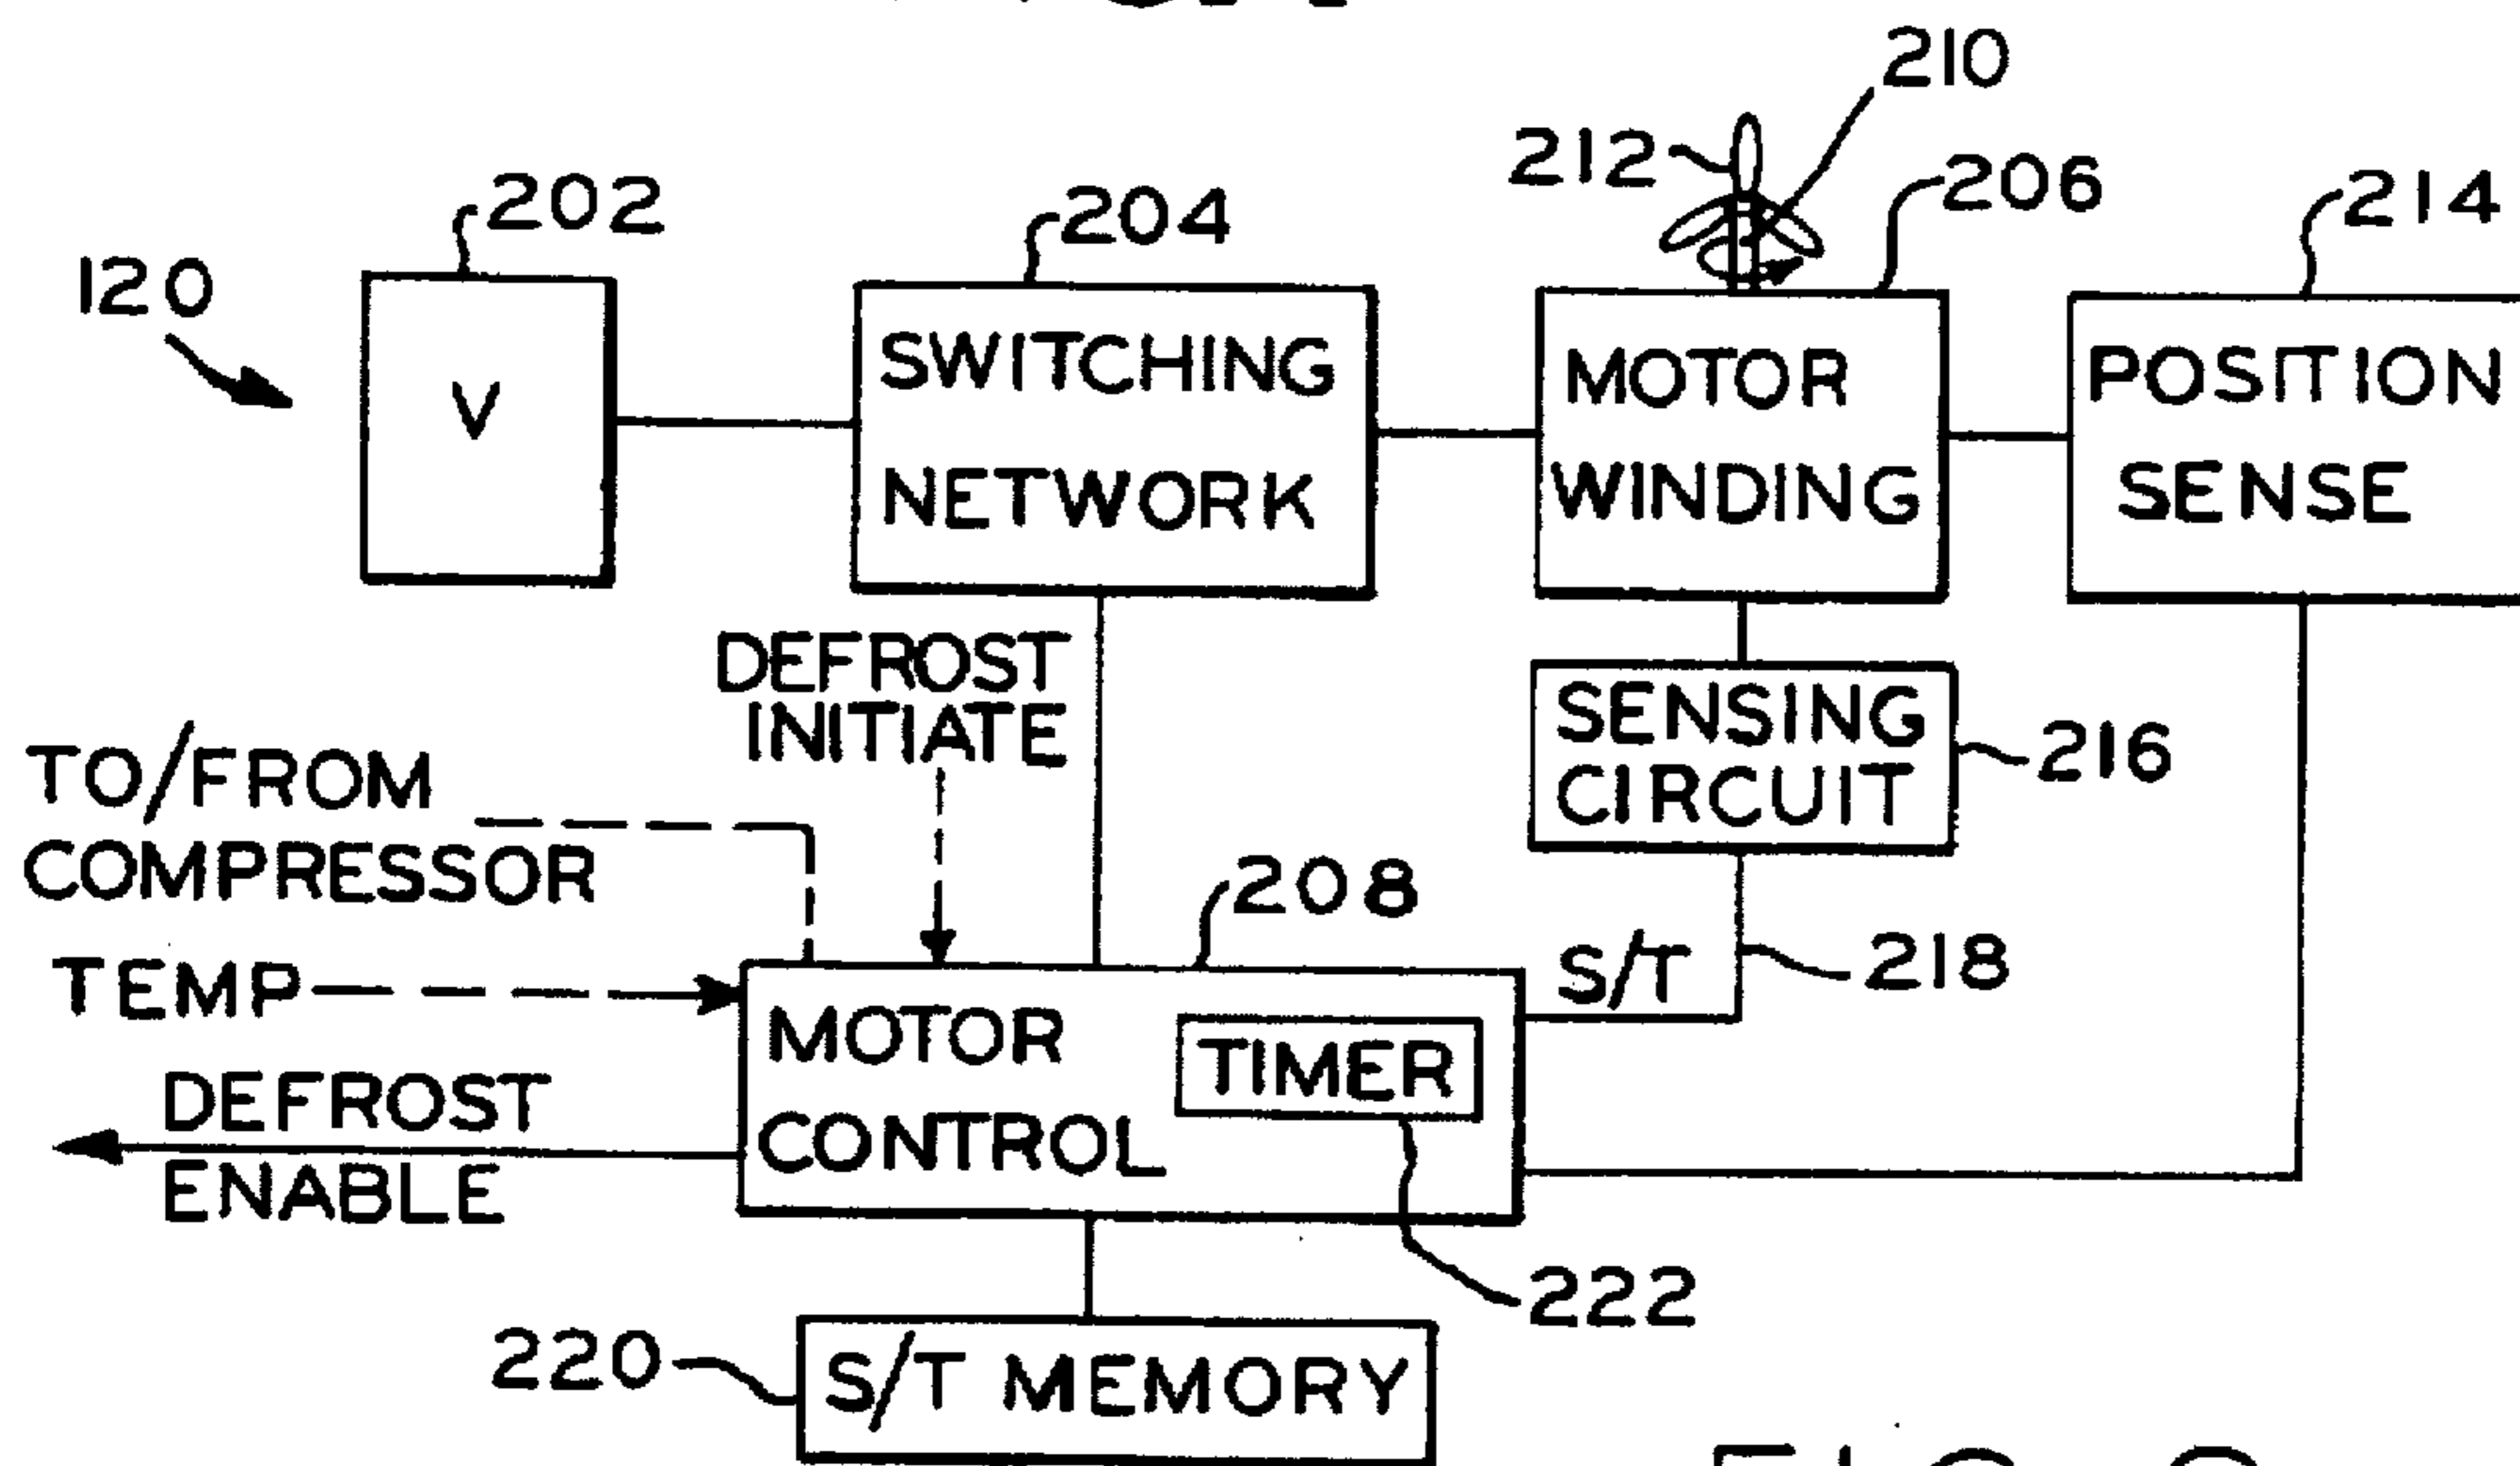 210
212
206
202
204
214
120
V
SWITCHING
NETWORK
MOTOR
WINDING
POSITION
SENSE
DEFROST
INITIATE
SENSING
CIRCUIT
216
TO/FROM
COMPRESSOR
208
S/T
218
TEMP
MOTOR
CONTROL
TIMER
DEFROST
ENABLE
222
220
S/T MEMORY